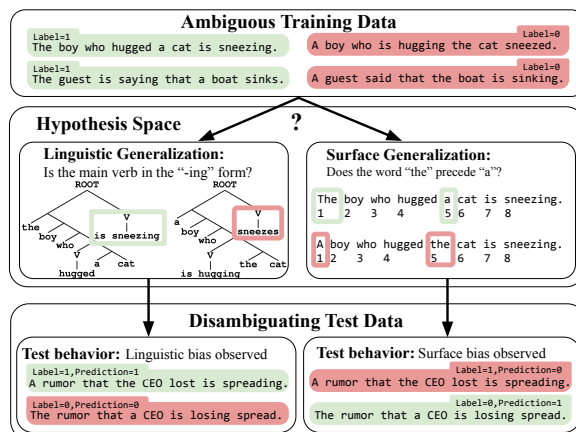 Ambiguous Training Data
Label=1
The boy who hugged a cat is sneezing.
Label=0
A boy who is hugging the cat sneezed.
Label=1
The guest is saying that a boat sinks.
Label=0
A guest said that the boat is sinking.
Hypothesis Space
?
Linguistic Generalization:
Is the main verb in the “-ing” form?
ROOT
V
is sneezing
the
boy
who
V
hugged
a
cat
ROOT
V
sneezes
a
boy
who
V
is hugging
the
cat
Surface Generalization:
Does the word “the” precede “a”?
The boy who hugged a cat is sneezing.
1 2 3 4 5 6 7 8
A boy who hugged the cat is sneezing.
1 2 3 4 5 6 7 8
Disambiguating Test Data
Test behavior: Linguistic bias observed
Label=1,Prediction=1
A rumor that the CEO lost is spreading.
Label=0,Prediction=0
The rumor that a CEO is losing spread.
Test behavior: Surface bias observed
Label=1,Prediction=0
A rumor that the CEO lost is spreading.
Label=0,Prediction=1
The rumor that a CEO is losing spread.